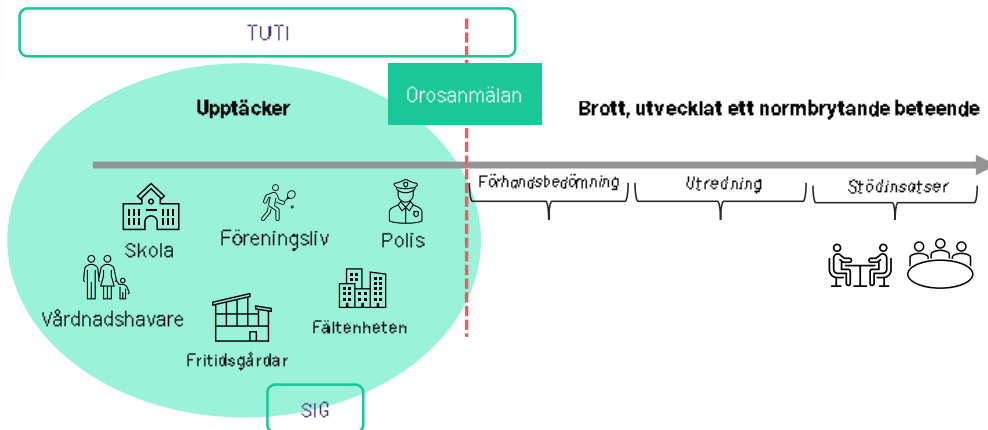 TUTI
Upptäcker
Orosanmälan
Brott, utvecklat ett normbrytande beteende
Förhandsbedömning
Utredning
Stödinsatser
Skola
Föreningsliv
Polis
Vårdnadshavare
Fritidsgårdar
Fältenheten
SIG